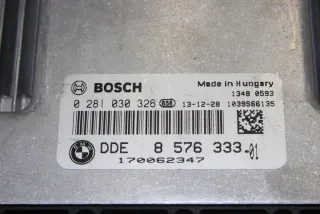 BOSCH
Made in Hungary
1348 0593
0 281 030 326 658 13-12-28 1039S66135
DDE 8 576 333-01
170062347